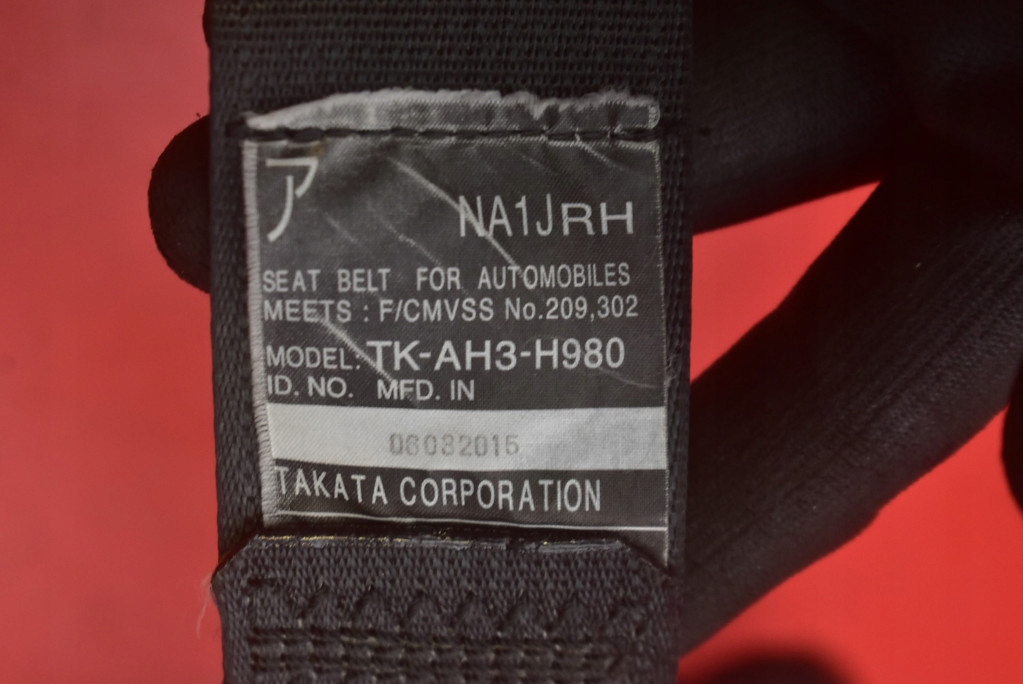 ア
NA1JRH
SEAT BELT FOR AUTOMOBILES
MEETS : F/CMVSS No.209,302
MODEL: TK-AH3-H980
ID. NO. MFD. IN
06032015
TAKATA CORPORATION